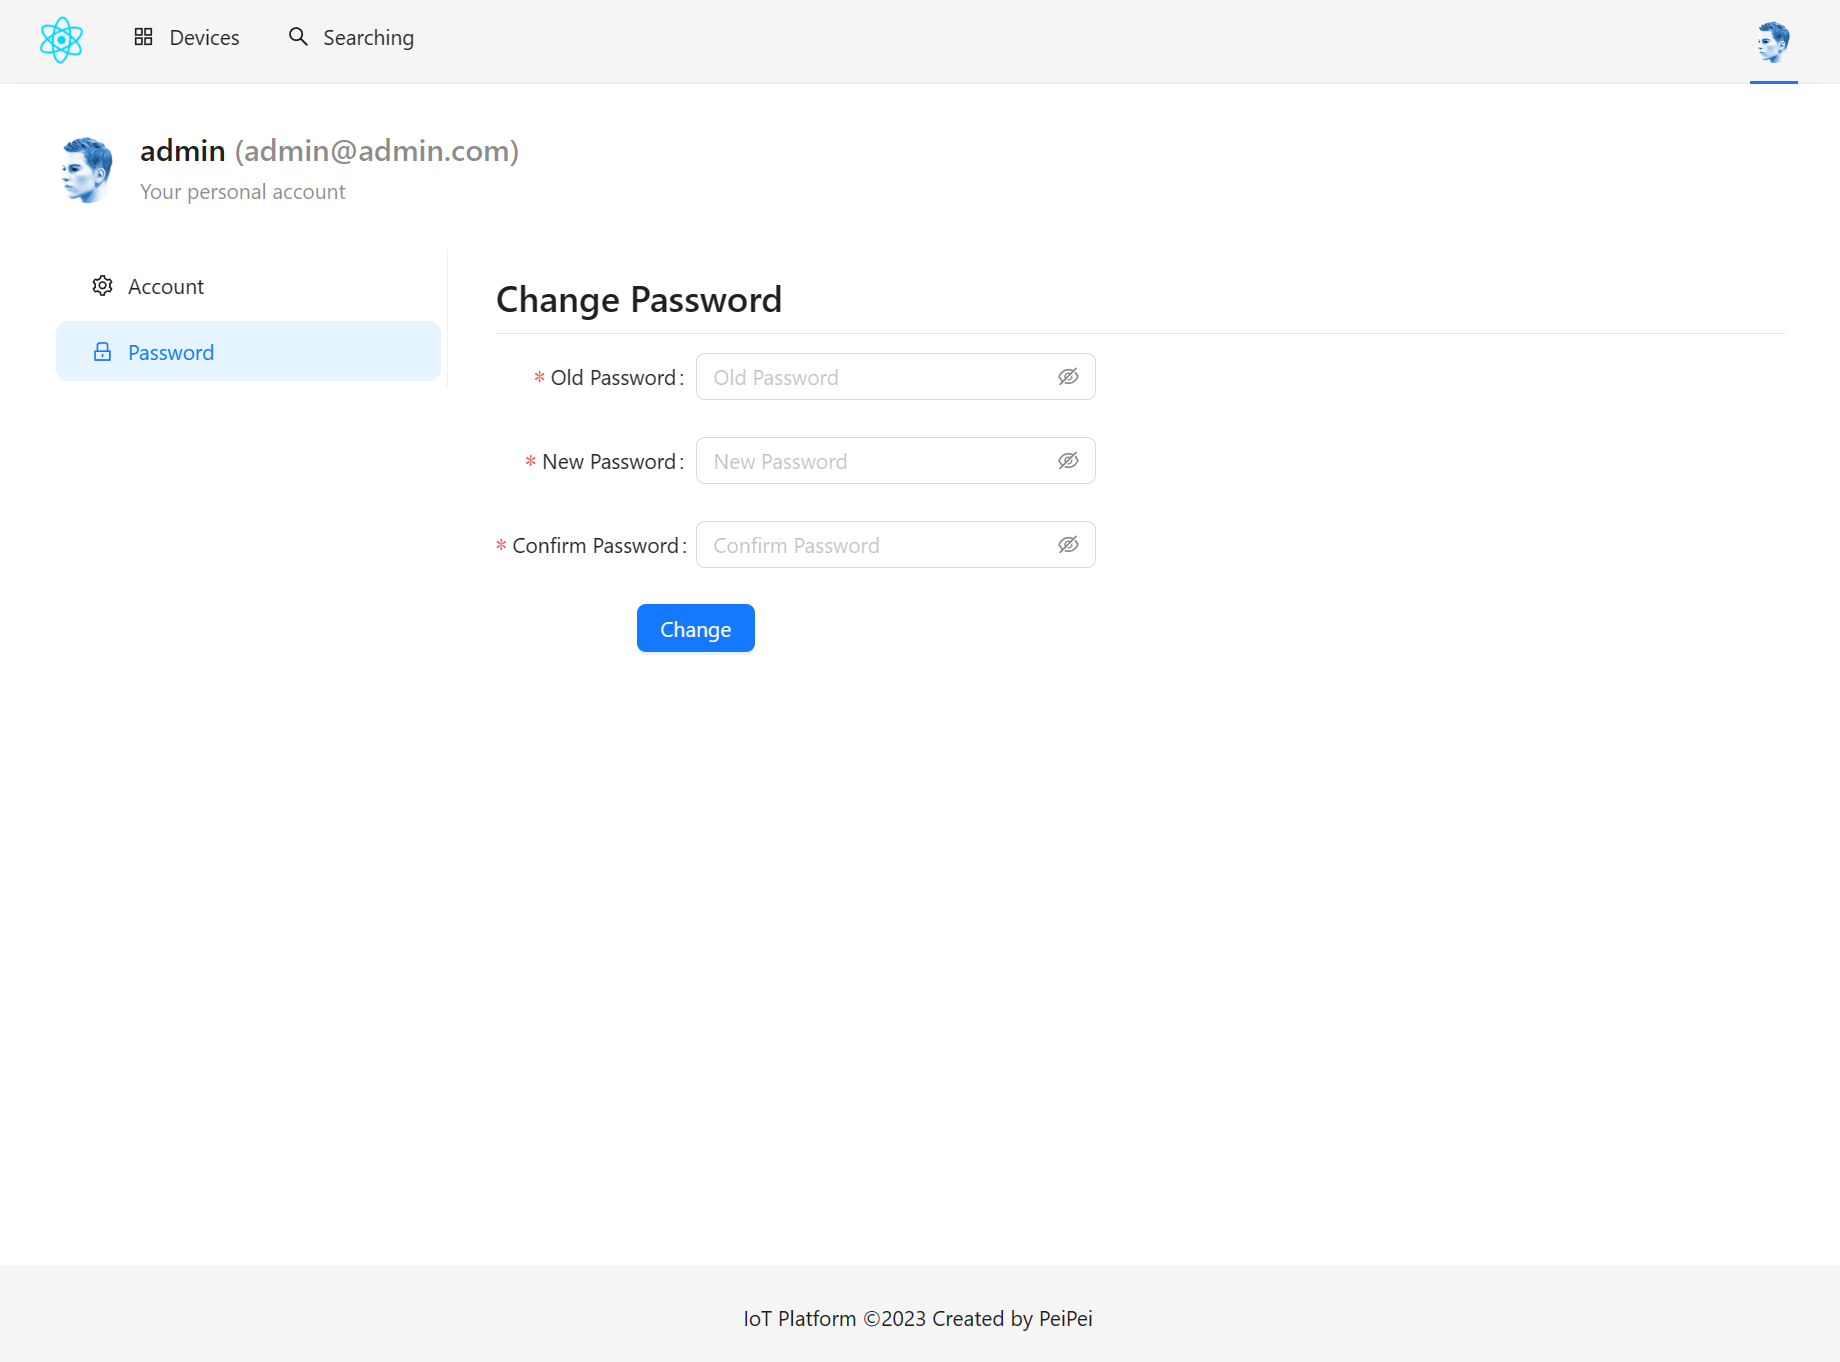 Devices
Searching
admin (admin@admin.com)
Your personal account
Account
Password
Change Password
* Old Password: Old Password
* New Password: New Password
* Confirm Password: Confirm Password
Change
IoT Platform ©2023 Created by PeiPei